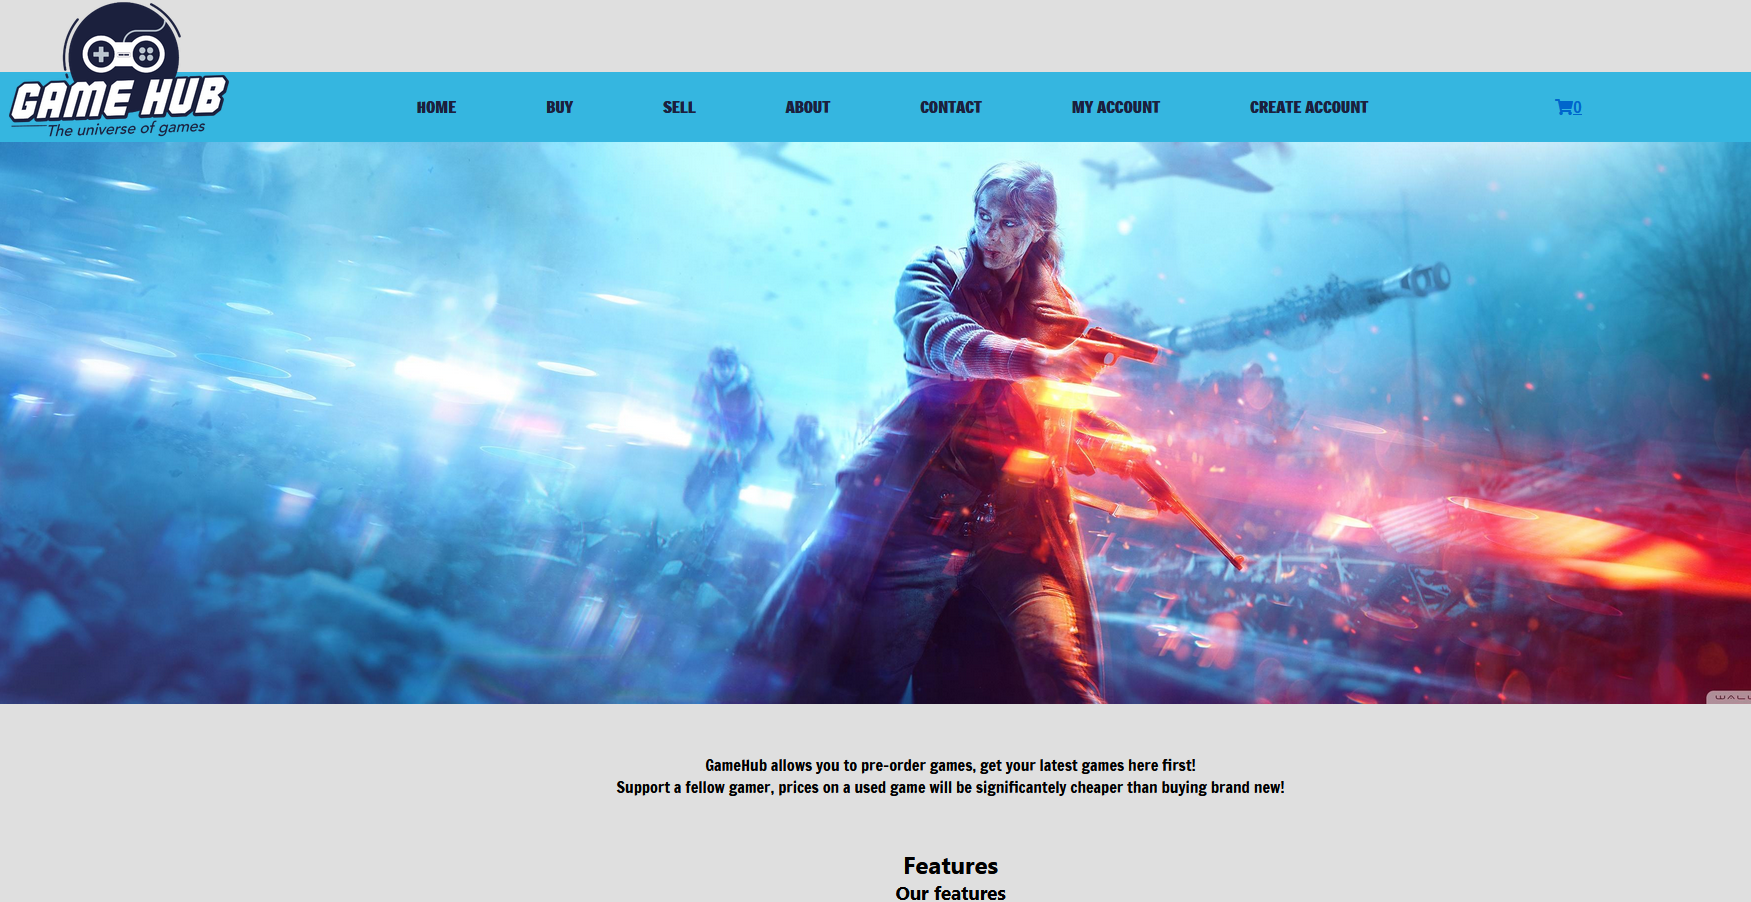 GAME HUB
The universe of games
HOME BUY SELL ABOUT CONTACT MY ACCOUNT CREATE ACCOUNT 0
GameHub allows you to pre-order games, get your latest games here first!
Support a fellow gamer, prices on a used game will be significantely cheaper than buying brand new!
Features
Our features